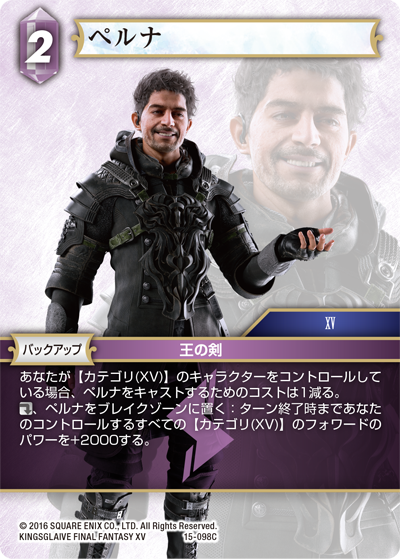 2
ペルナ
XV
バックアップ
王の剣
あなたが【カテゴリ(XV)】のキャラクターをコントロールして
いる場合、ペルナをキャストするためのコストは1減る。
、ペルナをブレイクゾーンに置く：ターン終了時まであなた
のコントロールするすべての【カテゴリ(XV)】のフォワードの
パワーを+2000する。
© 2016 SQUARE ENIX CO., LTD. All Rights Reserved.
KINGSGLAIVE FINAL FANTASY XV
15-098C